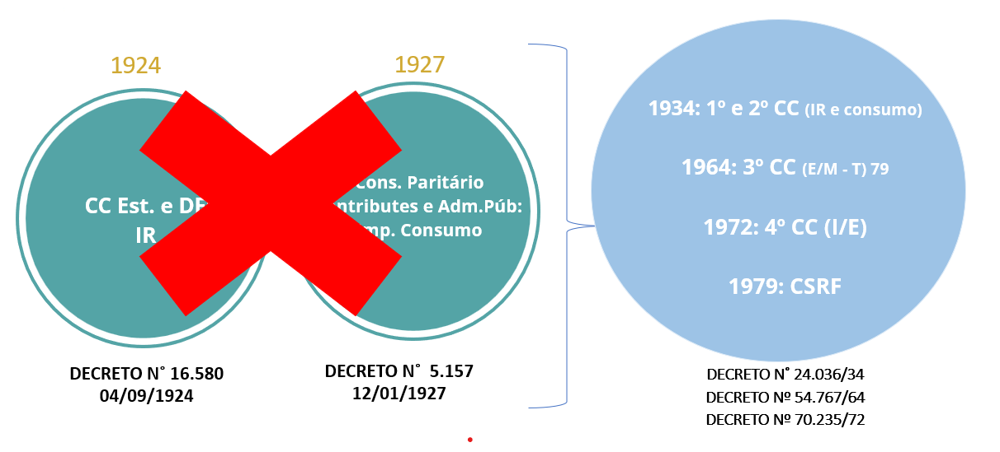 1924
CC Est. e DF
IR
DECRETO N° 16.580
04/09/1924
1927
Cons. Paritário
ntributes e Adm.Púb:
mp. Consumo
DECRETO N° 5.157
12/01/1927
1934: 1º e 2º CC (IR e consumo)
1964: 3º CC (E/M - T) 79
1972: 4º CC (I/E)
1979: CSRF
DECRETO N° 24.036/34
DECRETO Nº 54.767/64
DECRETO Nº 70.235/72